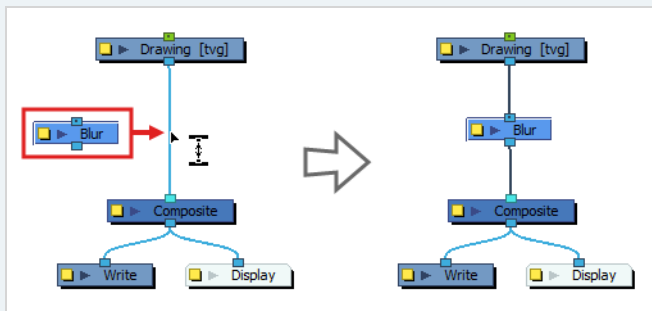 Drawing [tvg]
Blur
Composite
Write
Display
Drawing [tvg]
Blur
Composite
Write
Display